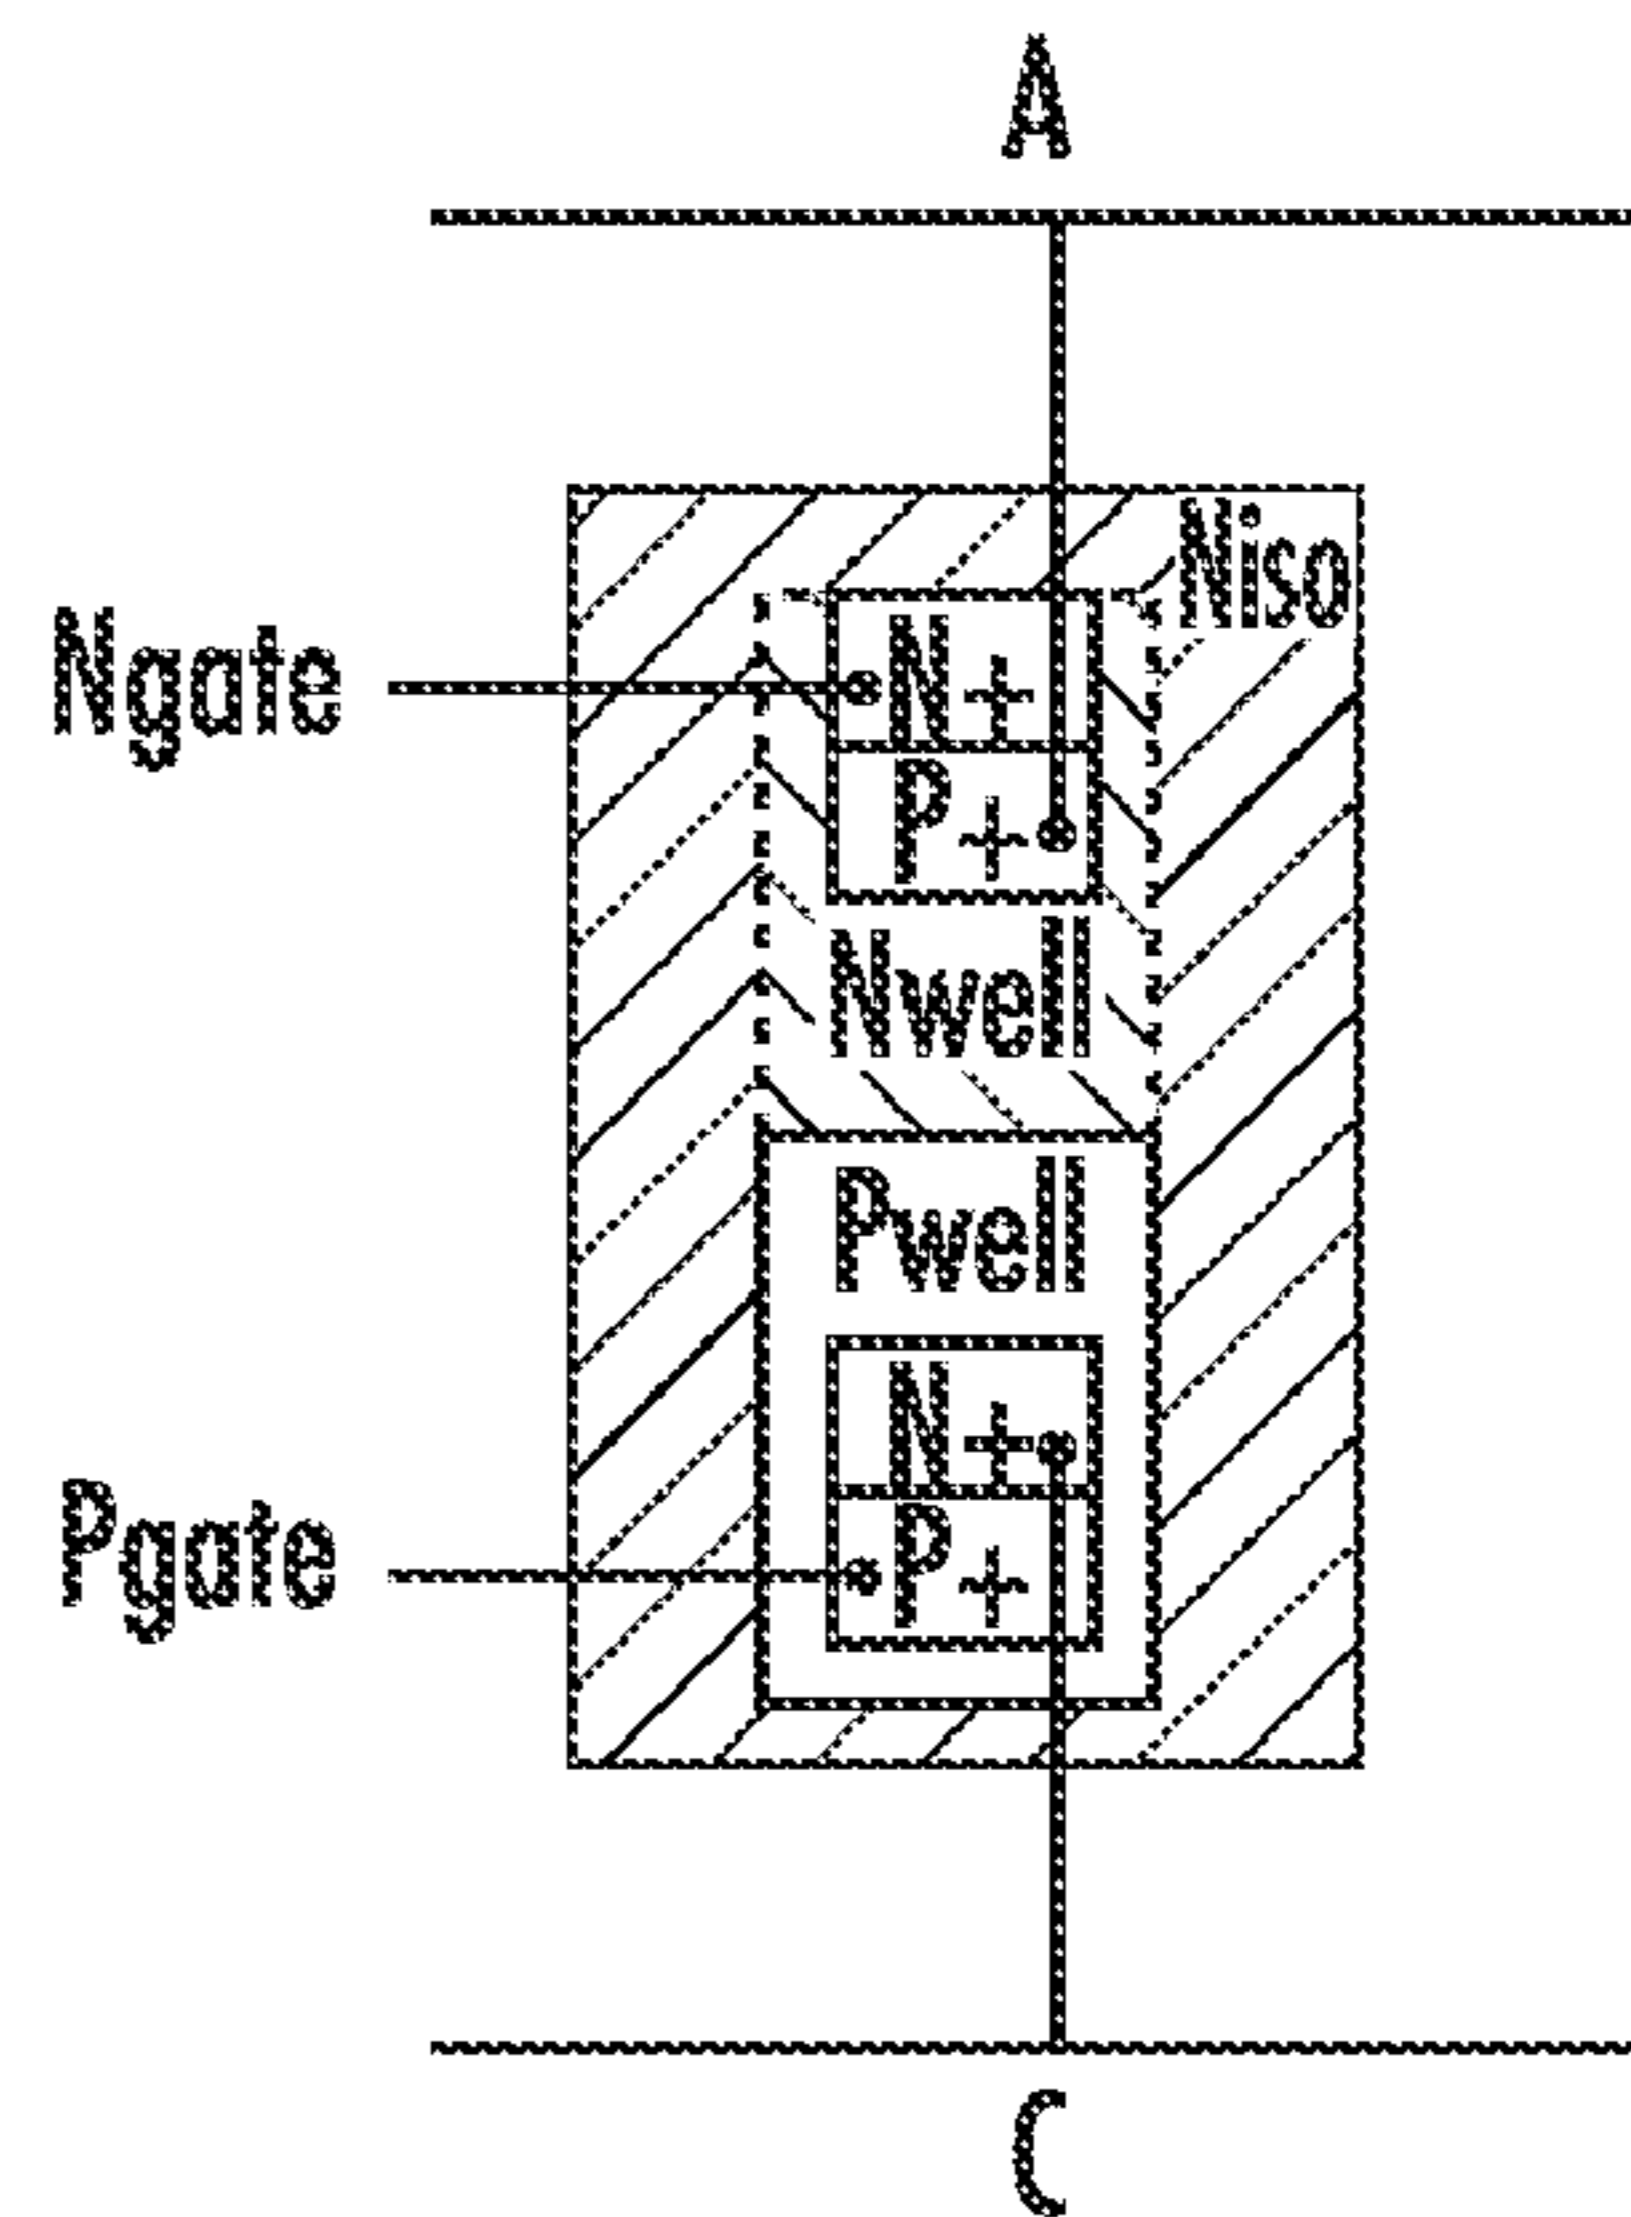 A
Niso
Ngate
N+
P+
Nwell
Pwell
N+
Pgate
P+
C